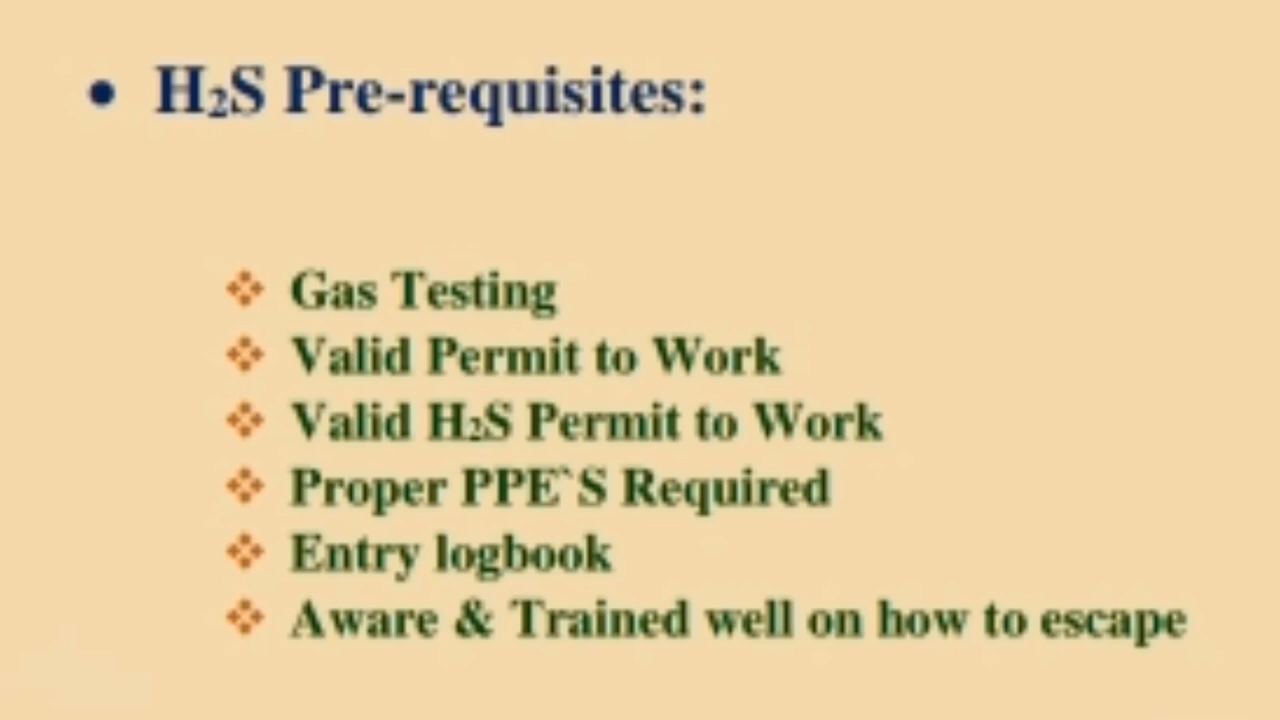 • H₂S Pre-requisites:
❖ Gas Testing
❖ Valid Permit to Work
❖ Valid H₂S Permit to Work
❖ Proper PPE`S Required
❖ Entry logbook
❖ Aware & Trained well on how to escape